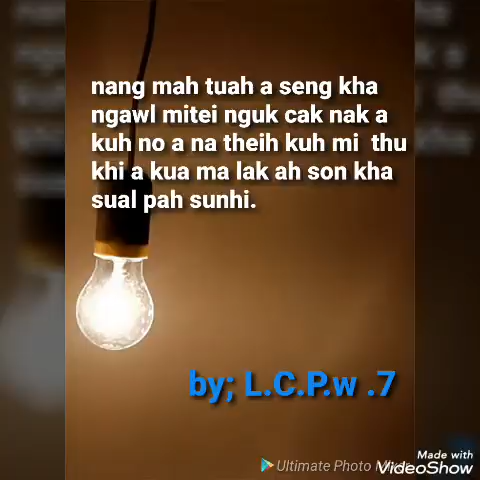 nang mah tuah a seng kha
ngawl mitei nguk cak nak a
kuh no a na theih kuh mi thu
khi a kua ma lak ah son kha
sual pah sunhi.
by; L.C.P.w .7
Ultimate Photo
Made with
VideoShow